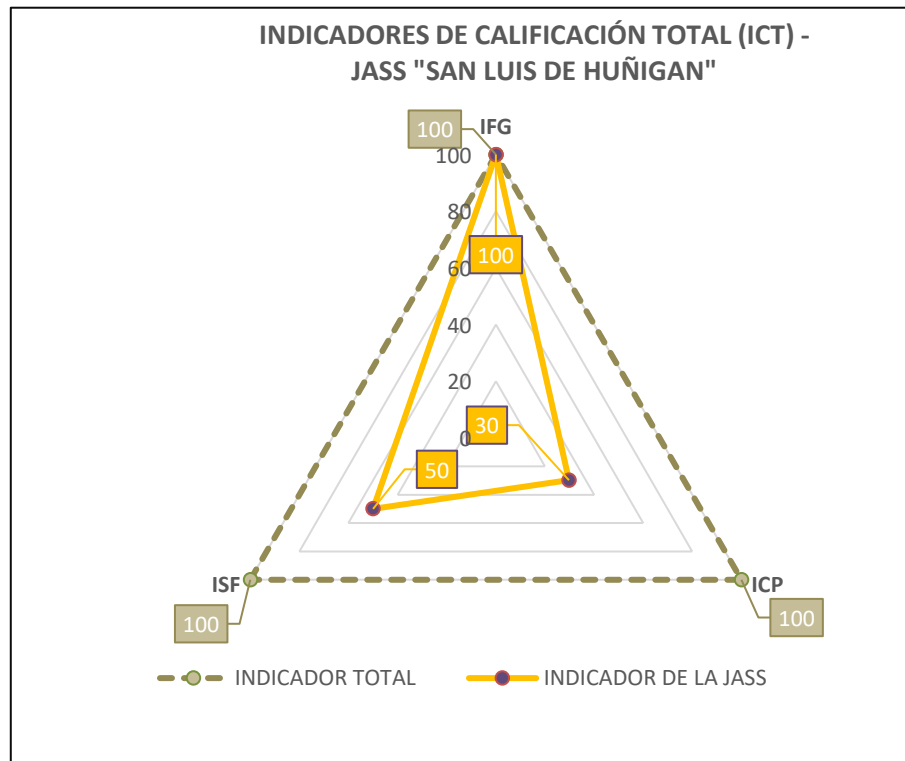 INDICADORES DE CALIFICACIÓN TOTAL (ICT) -
JASS "SAN LUIS DE HUÑIGAN"
100
IFG
100
80
100
60
40
20
30
0
50
ISF
ICP
100
100
INDICADOR TOTAL
INDICADOR DE LA JASS